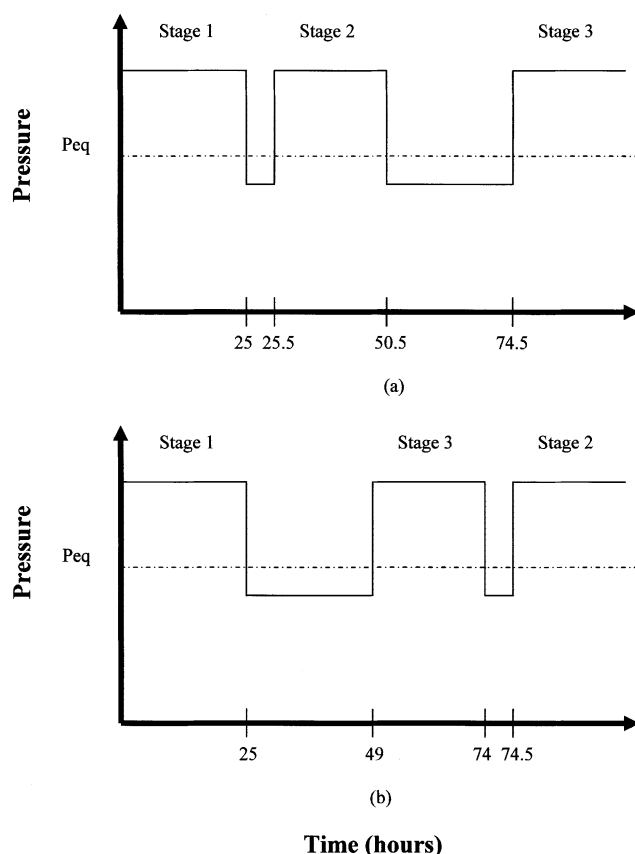 Stage 1 Stage 2 Stage 3
Pressure
Peq
25 25.5 50.5 74.5
(a)
Stage 1 Stage 3 Stage 2
Pressure
Peq
25 49 74 74.5
(b)
Time (hours)